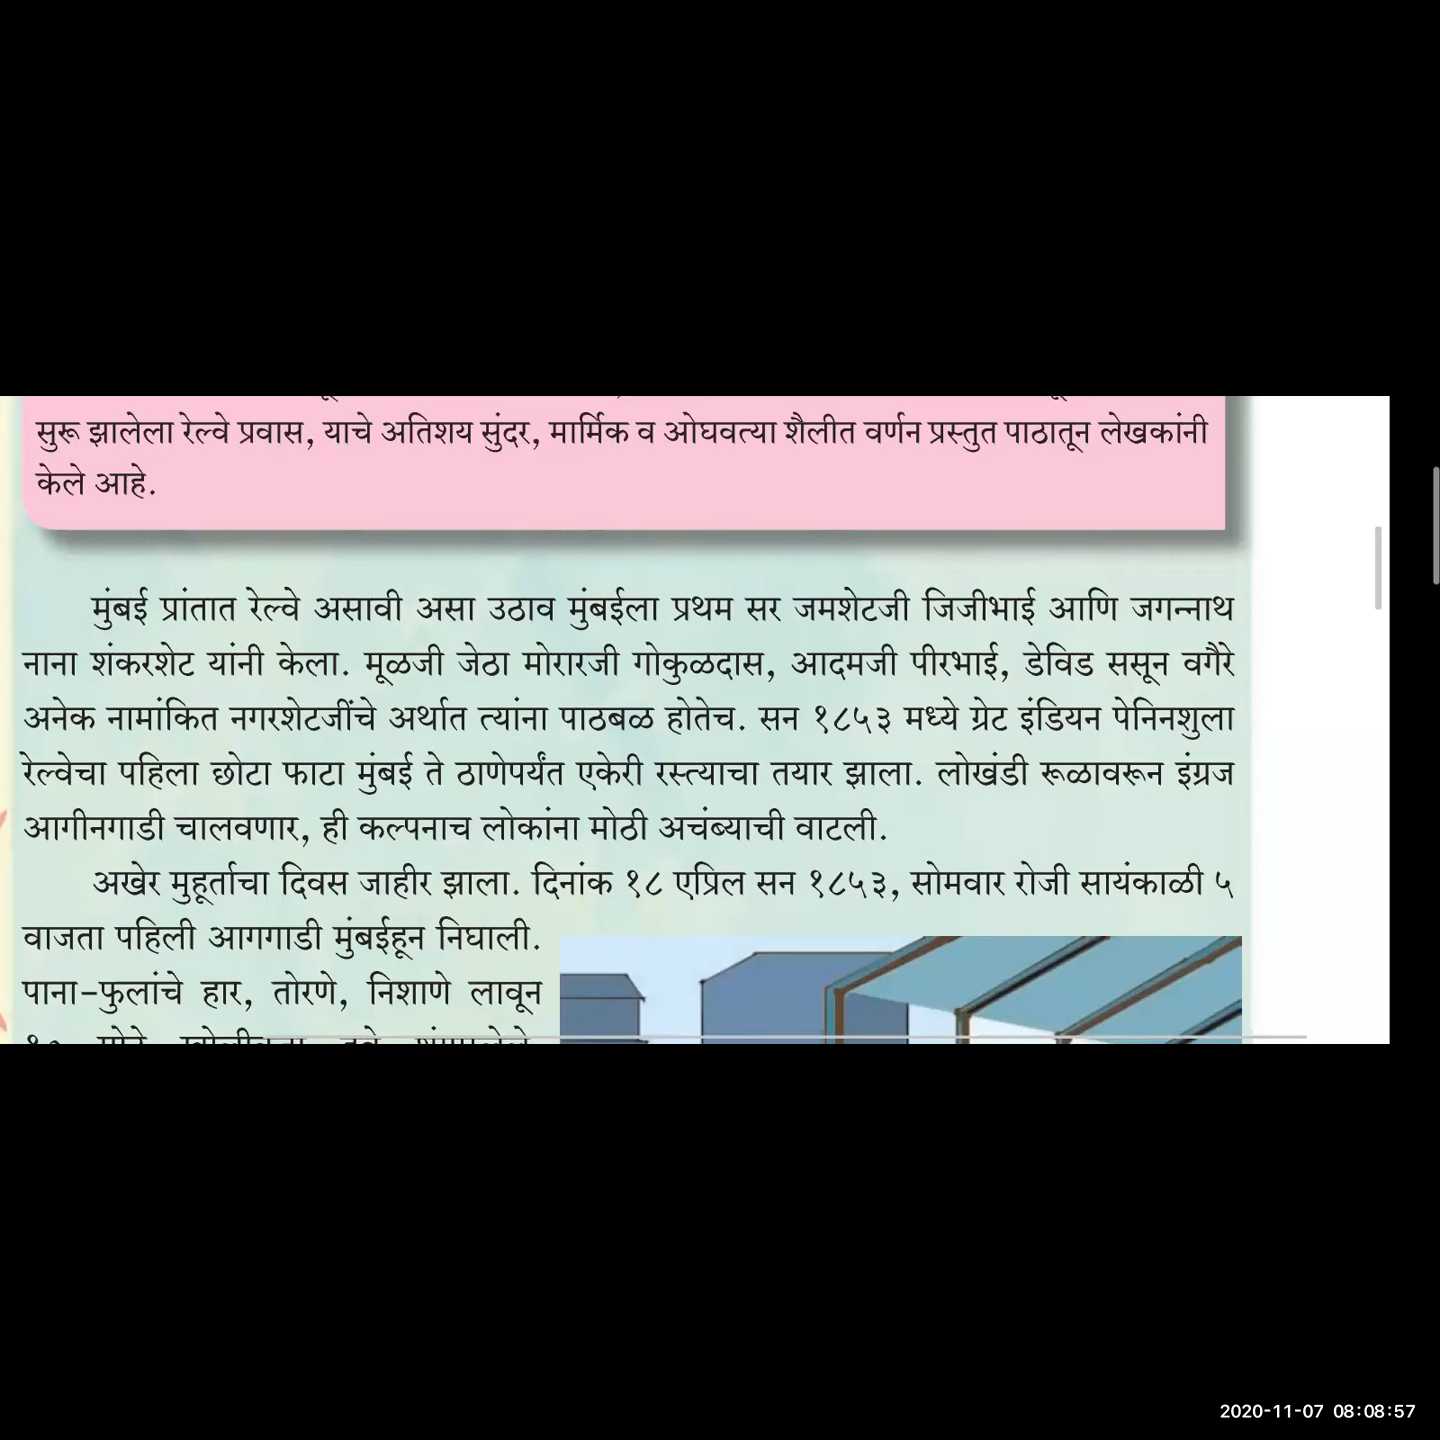 सुरू झालेला रेल्वे प्रवास, याचे अतिशय सुंदर, मार्मिक व ओघवत्या शैलीत वर्णन प्रस्तुत पाठातून लेखकांनी
केले आहे.
मुंबई प्रांतात रेल्वे असावी असा उठाव मुंबईला प्रथम सर जमशेटजी जिजीभाई आणि जगन्नाथ
नाना शंकरशेट यांनी केला. मूळजी जेठा मोरारजी गोकुळदास, आदमजी पीरभाई, डेविड ससून वगैरे
अनेक नामांकित नगरशेटजींचे अर्थात त्यांना पाठबळ होतेच. सन १८५३ मध्ये ग्रेट इंडियन पेनिनशुला
रेल्वेचा पहिला छोटा फाटा मुंबई ते ठाणेपर्यंत एकेरी रस्त्याचा तयार झाला. लोखंडी रूळावरून इंग्रज
आगीनगाडी चालवणार, ही कल्पनाच लोकांना मोठी अचंब्याची वाटली.
अखेर मुहूर्ताचा दिवस जाहीर झाला. दिनांक १८ एप्रिल सन १८५३, सोमवार रोजी सायंकाळी ५
वाजता पहिली आगगाडी मुंबईहून निघाली.
पाना-फुलांचे हार, तोरणे, निशाणे लावून
2020-11-07 08:08:57